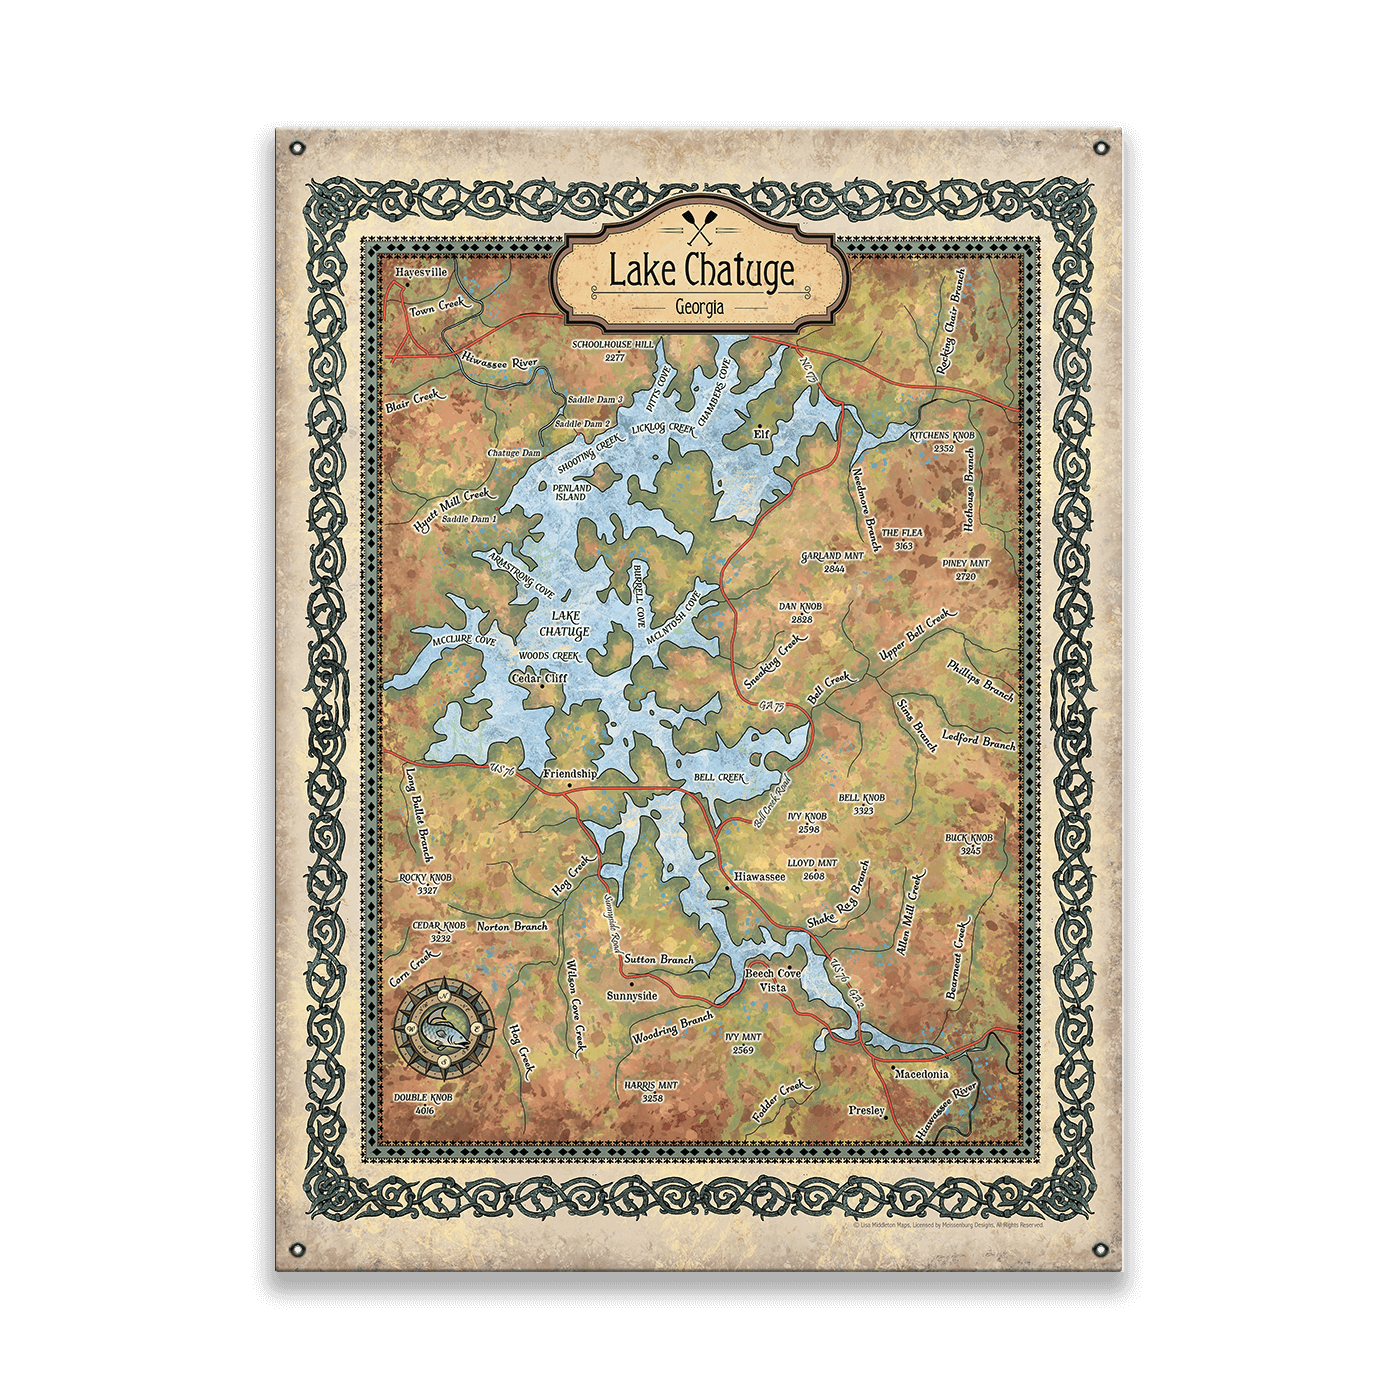 Lake Chatuge
Georgia
Hayesville
Town Creek
SCHOOLHOUSE HILL
2277
Hiwassee River
NC 175
Rocking Chair Branch
Blair Creek
PITTS COVE
CHAMBERS COVE
Saddle Dam 3
Saddle Dam 2
LICKLOG CREEK
Elf
KITCHENS KNOB
2352
Chatuge Dam
SHOOTING CREEK
PENLAND
ISLAND
Hyatt Mill Creek
Saddle Dam 1
Needmore Branch
Hothouse Branch
THE FLEA
3163
GARLAND MNT
2844
PINEY MNT
2720
ARMSTRONG COVE
BURRELL COVE
MCLNTOSH COVE
DAN KNOB
2828
LAKE
CHATUGE
MCCLURE COVE
WOODS CREEK
Upper Bell Creek
Cedar Cliff
Sneaking Creek
Bell Creek
Phillips Branch
GA 75
Sims Branch
Ledford Branch
US 76
Friendship
BELL CREEK
Bell Creek Road
Long Bullet Branch
BELL KNOB
3323
IVY KNOB
2598
BUCK KNOB
3245
LLOYD MNT
2608
ROCKY KNOB
3327
Hog Creek
Hiawassee
Shake Rag Branch
Allen Mill Creek
CEDAR KNOB
3232
Norton Branch
Sunnyside Road
Corn Creek
Sutton Branch
Beech Cove
Vista
US 76
GA 2
Bearmeat Creek
Wilson Cove Creek
Sunnyside
N
W
E
S
Woodring Branch
Hog Creek
IVY MNT
2569
Macedonia
HARRIS MNT
3258
DOUBLE KNOB
4016
Fodder Creek
Presley
Hiawassee River
© Lisa Middleton Maps, Licensed by Meissenburg Designs, All Rights Reserved.